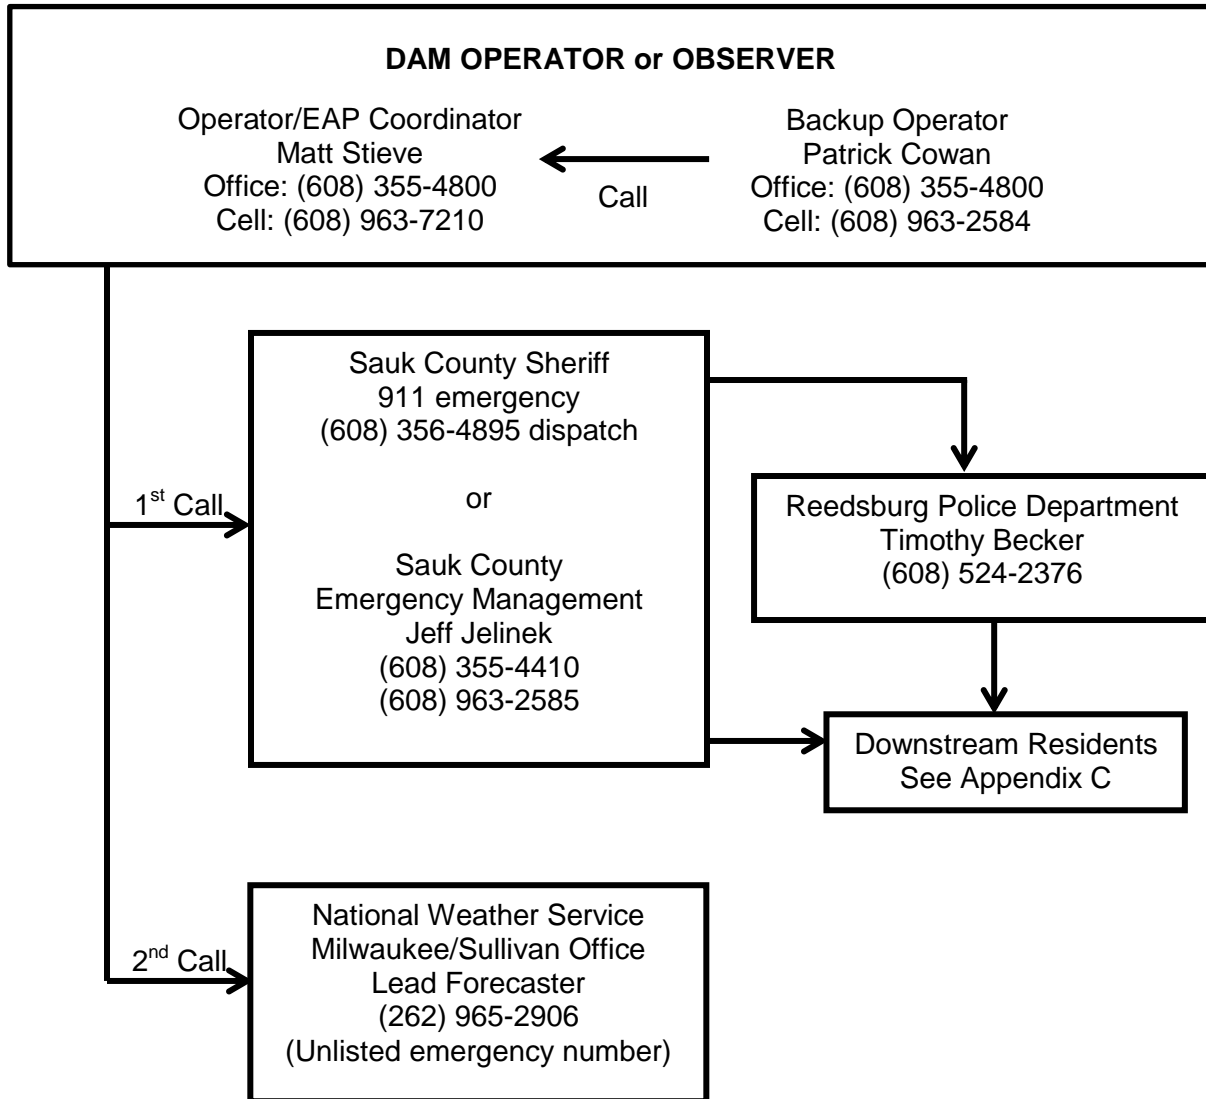 DAM OPERATOR or OBSERVER
Operator/EAP Coordinator
Matt Stieve
Office: (608) 355-4800
Cell: (608) 963-7210
Call
Backup Operator
Patrick Cowan
Office: (608) 355-4800
Cell: (608) 963-2584
1st Call
Sauk County Sheriff
911 emergency
(608) 356-4895 dispatch
or
Sauk County
Emergency Management
Jeff Jelinek
(608) 355-4410
(608) 963-2585
Reedsburg Police Department
Timothy Becker
(608) 524-2376
Downstream Residents
See Appendix C
2nd Call
National Weather Service
Milwaukee/Sullivan Office
Lead Forecaster
(262) 965-2906
(Unlisted emergency number)